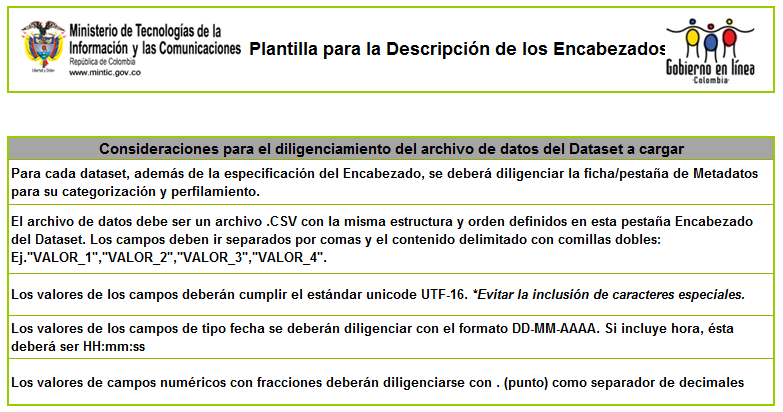 Ministerio de Tecnologías de la
Información y las Comunicaciones
República de Colombia
www.mintic.gov.co
Libertad y Orden
Plantilla para la Descripción de los Encabezados
Gobierno en línea
Colombia
Consideraciones para el diligenciamiento del archivo de datos del Dataset a cargar
Para cada dataset, además de la especificación del Encabezado, se deberá diligenciar la ficha/pestaña de Metadatos
para su categorización y perfilamiento.
El archivo de datos debe ser un archivo .CSV con la misma estructura y orden definidos en esta pestaña Encabezado
del Dataset. Los campos deben ir separados por comas y el contenido delimitado con comillas dobles:
Ej."VALOR_1","VALOR_2","VALOR_3","VALOR_4".
Los valores de los campos deberán cumplir el estándar unicode UTF-16. *Evitar la inclusión de caracteres especiales.
Los valores de los campos de tipo fecha se deberán diligenciar con el formato DD-MM-AAAA. Si incluye hora, ésta
deberá ser HH:mm:ss
Los valores de campos numéricos con fracciones deberán diligenciarse con . (punto) como separador de decimales